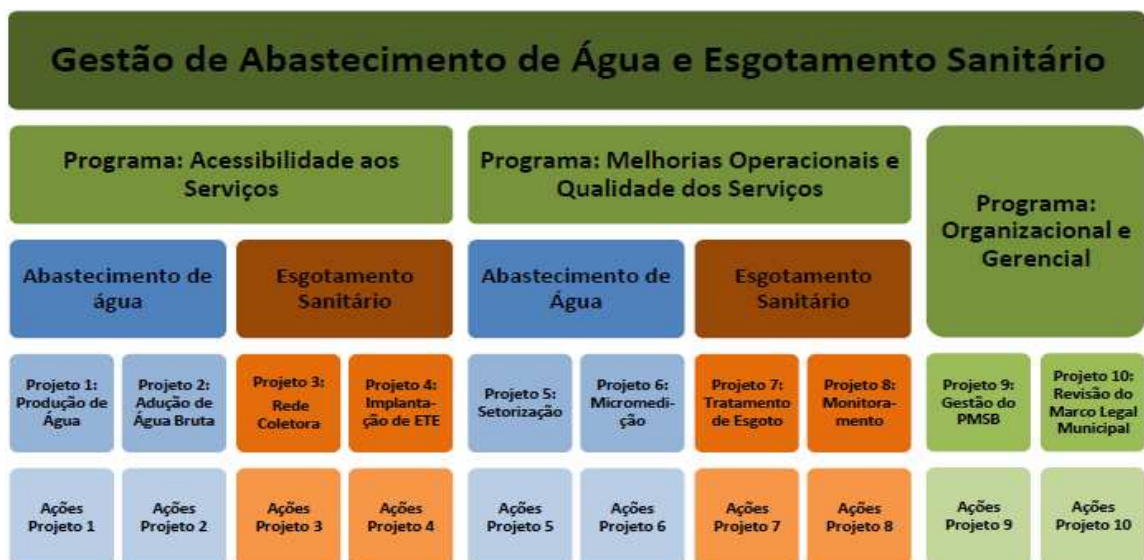 Gestão de Abastecimento de Água e Esgotamento Sanitário
Programa: Acessibilidade aos
Serviços
Programa: Melhorias Operacionais e
Qualidade dos Serviços
Programa:
Organizacional e
Gerencial
Abastecimento de
água
Esgotamento
Sanitário
Abastecimento de
Água
Esgotamento
Sanitário
Projeto 1:
Produção de
Água
Projeto 2:
Adução de
Água Bruta
Projeto 3:
Rede
Coletora
Projeto 4:
Implanta-
ção de ETE
Projeto 5:
Setorização
Projeto 6:
Micromedi-
ção
Projeto 7:
Tratamento
de Esgoto
Projeto 8:
Monitora-
mento
Projeto 9:
Gestão do
PMSB
Projeto 10:
Revisão do
Marco Legal
Municipal
Ações
Projeto 1
Ações
Projeto 2
Ações
Projeto 3
Ações
Projeto 4
Ações
Projeto 5
Ações
Projeto 6
Ações
Projeto 7
Ações
Projeto 8
Ações
Projeto 9
Ações
Projeto 10